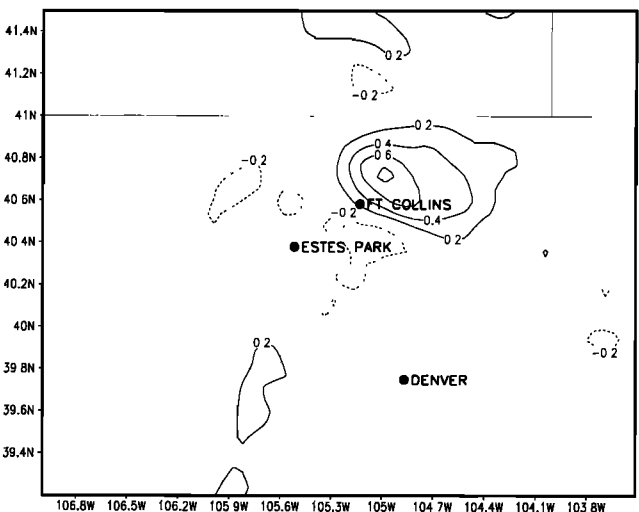 41.4N
0 2
41.2N
-0 2
41N
0 2
40.8N
0.4
0.6
-0.2
40.6N
FT COLLINS
-0 2
0.4
40.4N
0 2
ESTES PARK
40.2N
40N
0 2
-0 2
39.8N
DENVER
39.6N
39.4N
106.8W 106.5W 106.2W 105.9W 105.6W 105.3W 105W 104.7W 104.4W 104.1W 103.8W